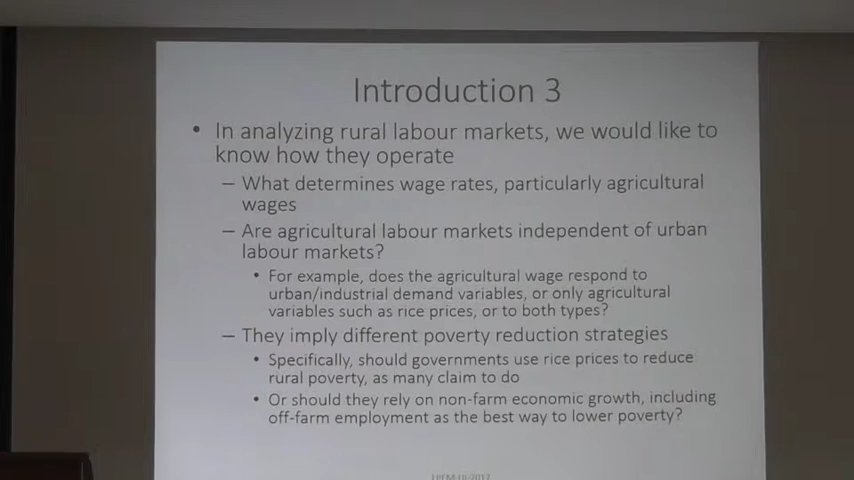 Introduction 3
• In analyzing rural labour markets, we would like to
know how they operate
– What determines wage rates, particularly agricultural
wages
– Are agricultural labour markets independent of urban
labour markets?
• For example, does the agricultural wage respond to
urban/industrial demand variables, or only agricultural
variables such as rice prices, or to both types?
– They imply different poverty reduction strategies
• Specifically, should governments use rice prices to reduce
rural poverty, as many claim to do
• Or should they rely on non-farm economic growth, including
off-farm employment as the best way to lower poverty?